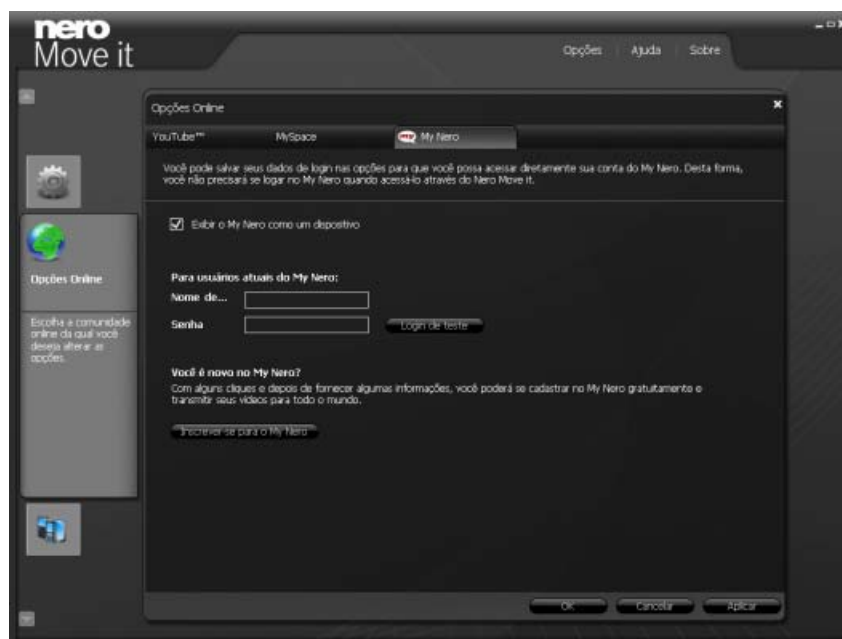 nero
Move it
Opções
Ajuda
Sobre
Opções Online
YouTube™
MySpace
my My Nero
Você pode salvar seus dados de login nas opções para que você possa acessar diretamente sua conta do My Nero. Desta forma,
você não precisará se logar no My Nero quando acessá-lo através do Nero Move it.
Exibir o My Nero como um dispositivo
Opções Online
Escolha a comunidade
online da qual você
deseja alterar as
opções.
Para usuários atuais do My Nero:
Nome de...
Senha
Login de teste
Você é novo no My Nero?
Com alguns cliques e depois de fornecer algumas informações, você poderá se cadastrar no My Nero gratuitamente e
transmitir seus vídeos para todo o mundo.
Inscrever-se para o My Nero
OK
Cancelar
Aplicar